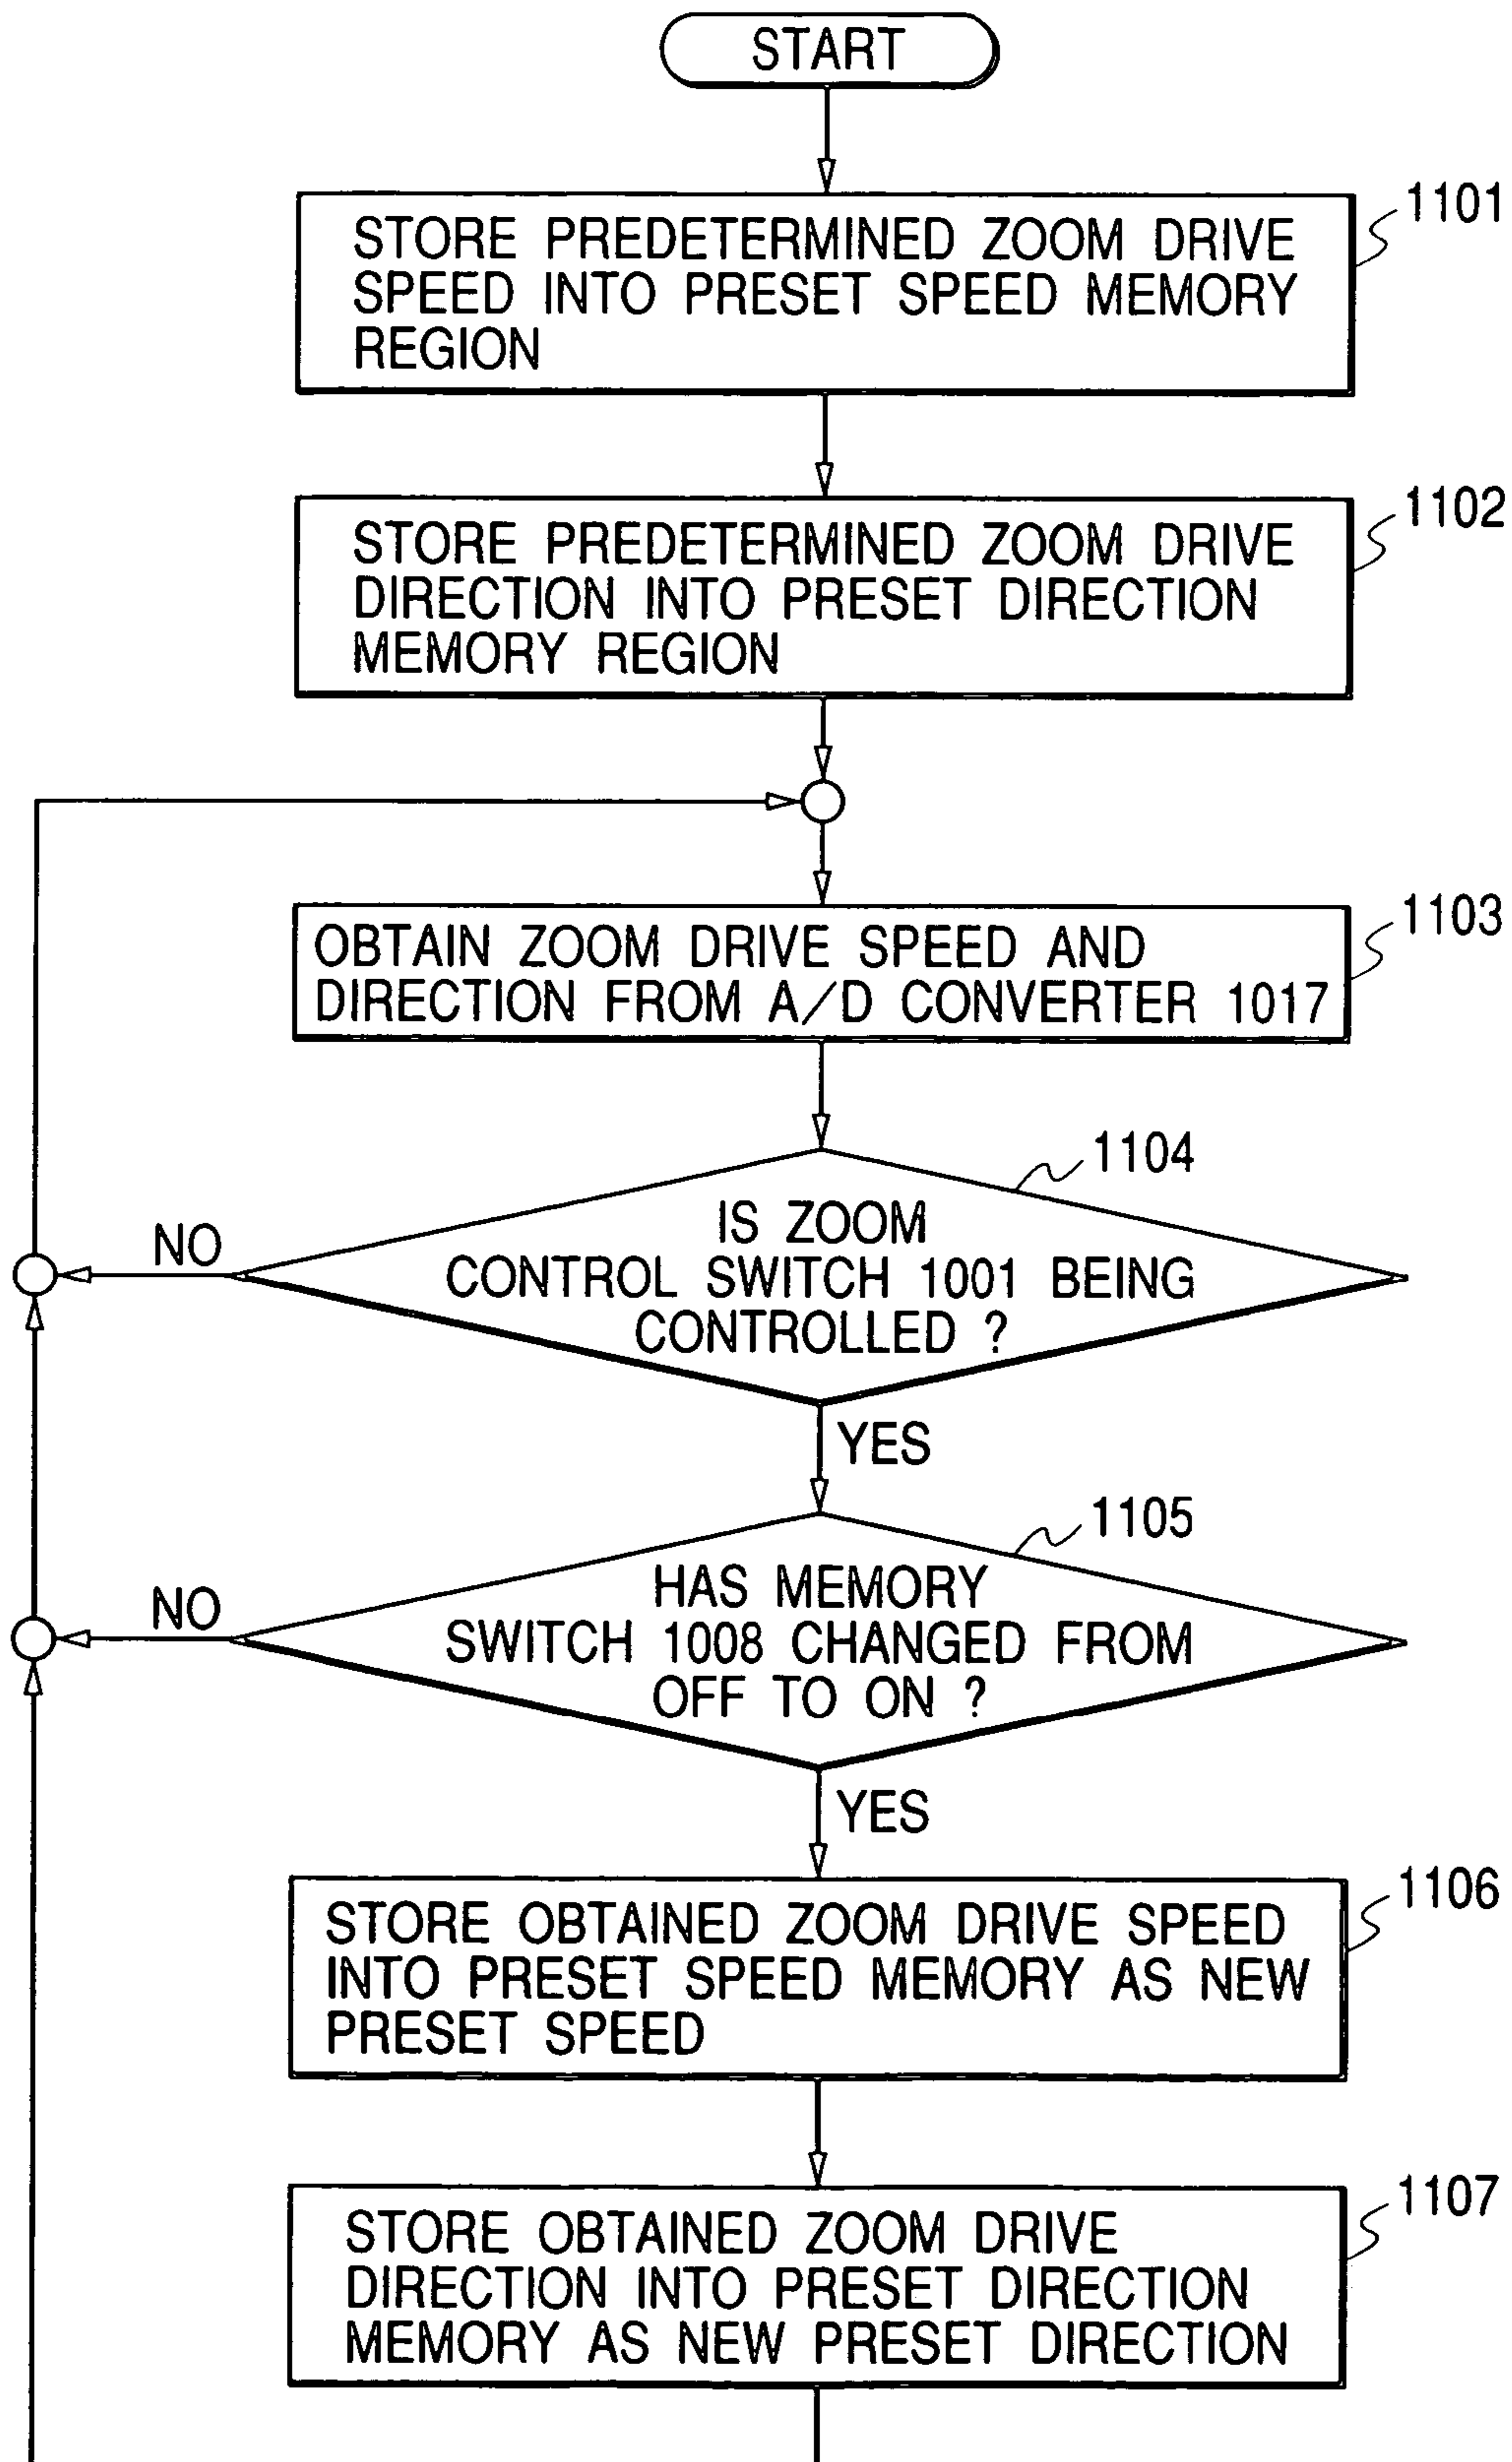 START
1101
STORE PREDETERMINED ZOOM DRIVE
SPEED INTO PRESET SPEED MEMORY
REGION
1102
STORE PREDETERMINED ZOOM DRIVE
DIRECTION INTO PRESET DIRECTION
MEMORY REGION
1103
OBTAIN ZOOM DRIVE SPEED AND
DIRECTION FROM A/D CONVERTER 1017
1104
IS ZOOM
CONTROL SWITCH 1001 BEING
CONTROLLED ?
NO
YES
1105
HAS MEMORY
SWITCH 1008 CHANGED FROM
OFF TO ON ?
NO
YES
1106
STORE OBTAINED ZOOM DRIVE SPEED
INTO PRESET SPEED MEMORY AS NEW
PRESET SPEED
1107
STORE OBTAINED ZOOM DRIVE
DIRECTION INTO PRESET DIRECTION
MEMORY AS NEW PRESET DIRECTION